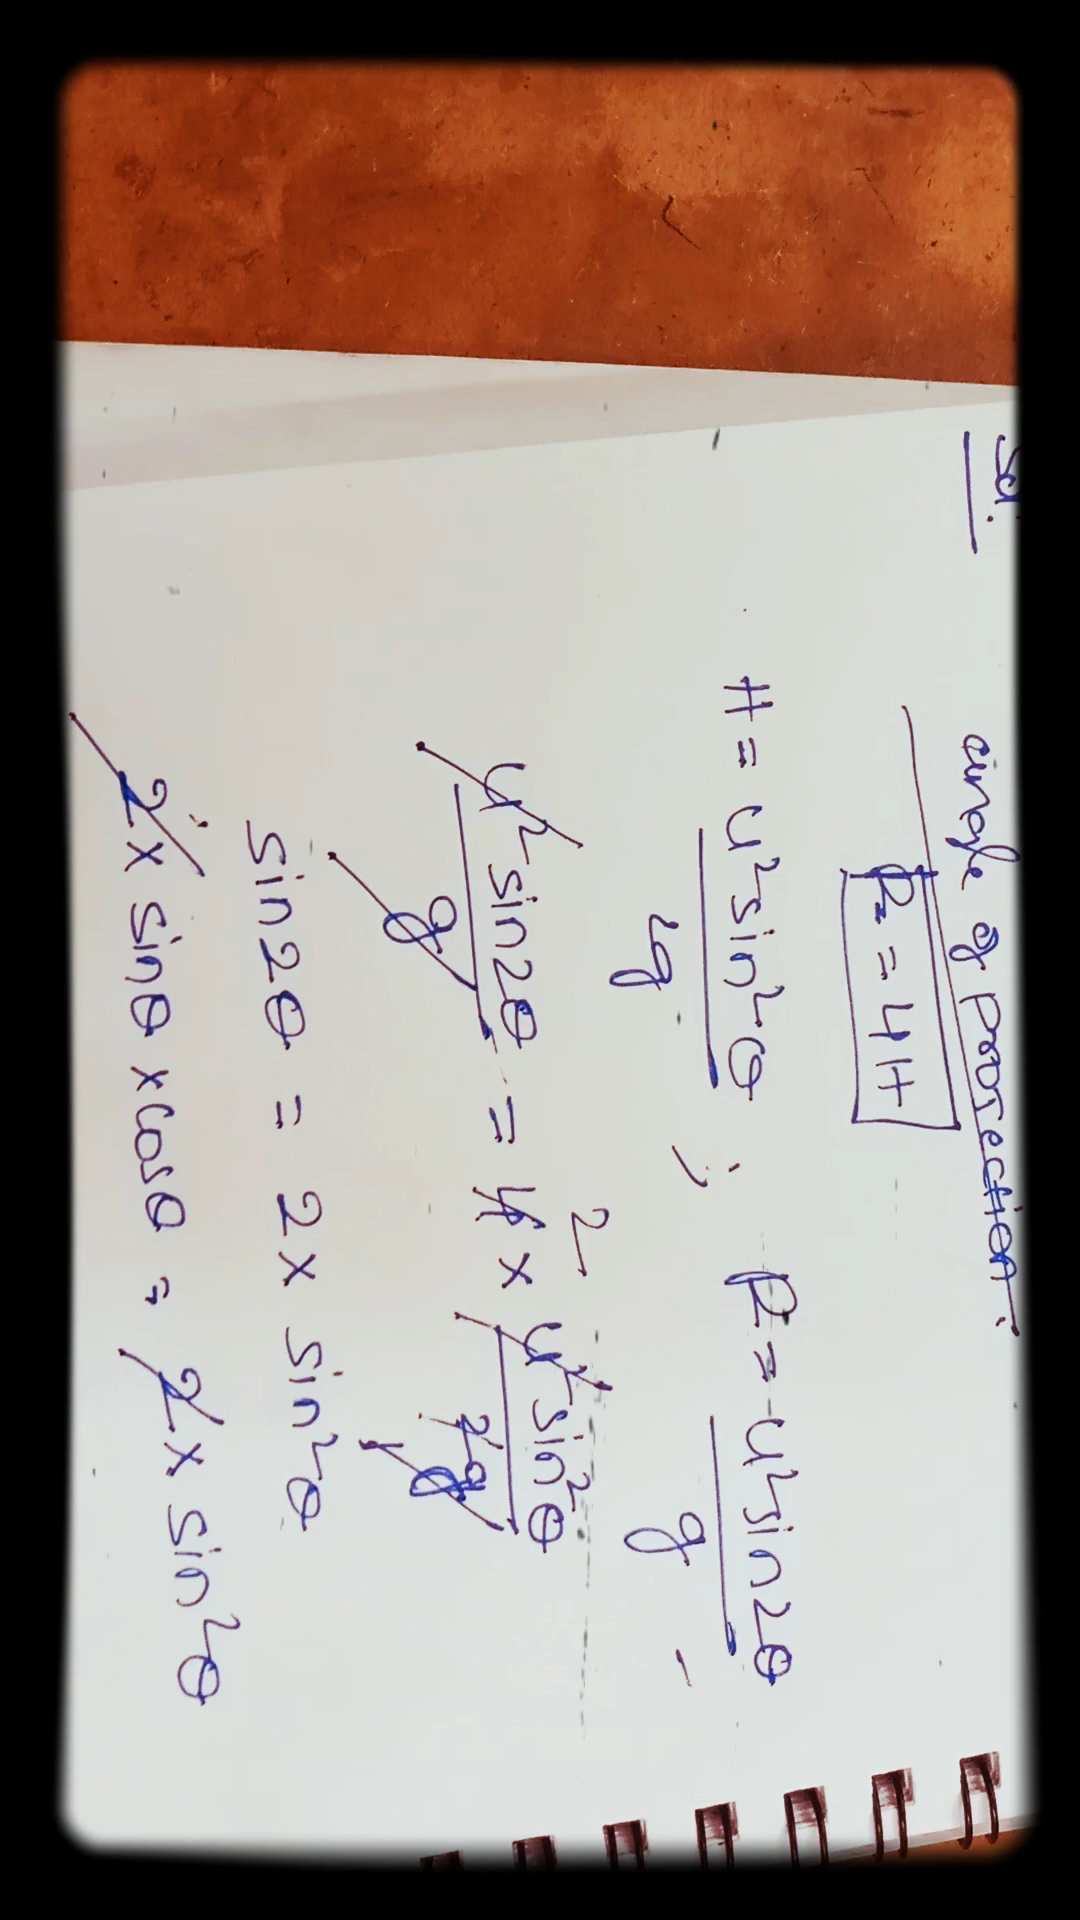 angle of projection:
Sol.
R = 4H
H = u²sin²θ / 2g ; R = u²sin2θ / g
u²sin2θ / g = 4 x u²sin²θ / 2g
2
sin2θ = 2 x sin²θ
2 x sinθ x cosθ = 2 x sin²θ